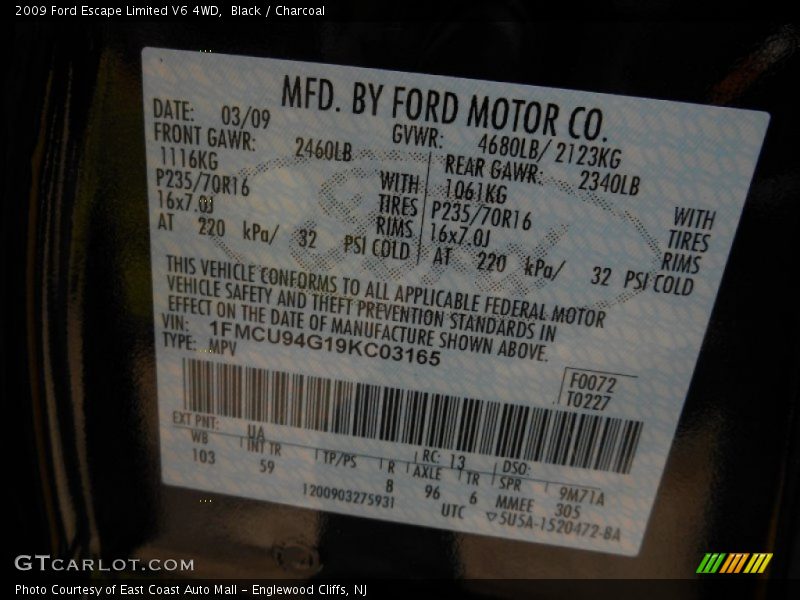 2009 Ford Escape Limited V6 4WD, Black / Charcoal
MFD. BY FORD MOTOR CO.
DATE: 03/09 GVWR: 4680LB/ 2123KG
FRONT GAWR: 2460LB REAR GAWR: 2340LB
1116KG WITH 1061KG WITH
P235/70R16 TIRES P235/70R16 TIRES
16x7.0J RIMS 16x7.0J RIMS
AT 220 kPa/ 32 PSI COLD AT 220 kPa/ 32 PSI COLD
THIS VEHICLE CONFORMS TO ALL APPLICABLE FEDERAL MOTOR
VEHICLE SAFETY AND THEFT PREVENTION STANDARDS IN
EFFECT ON THE DATE OF MANUFACTURE SHOWN ABOVE.
VIN: 1FMCU94G19KC03165
TYPE: MPV
F0072
T0227
EXT PNT: UA RC: 13 DSO:
WB INT TR TP/PS R AXLE TR SPR 9M71A
103 59 B 96 6 MMEE 305
1200903275931 UTC ▽5U5A-1520472-BA
GTCARLOT.COM
Photo Courtesy of East Coast Auto Mall - Englewood Cliffs, NJ